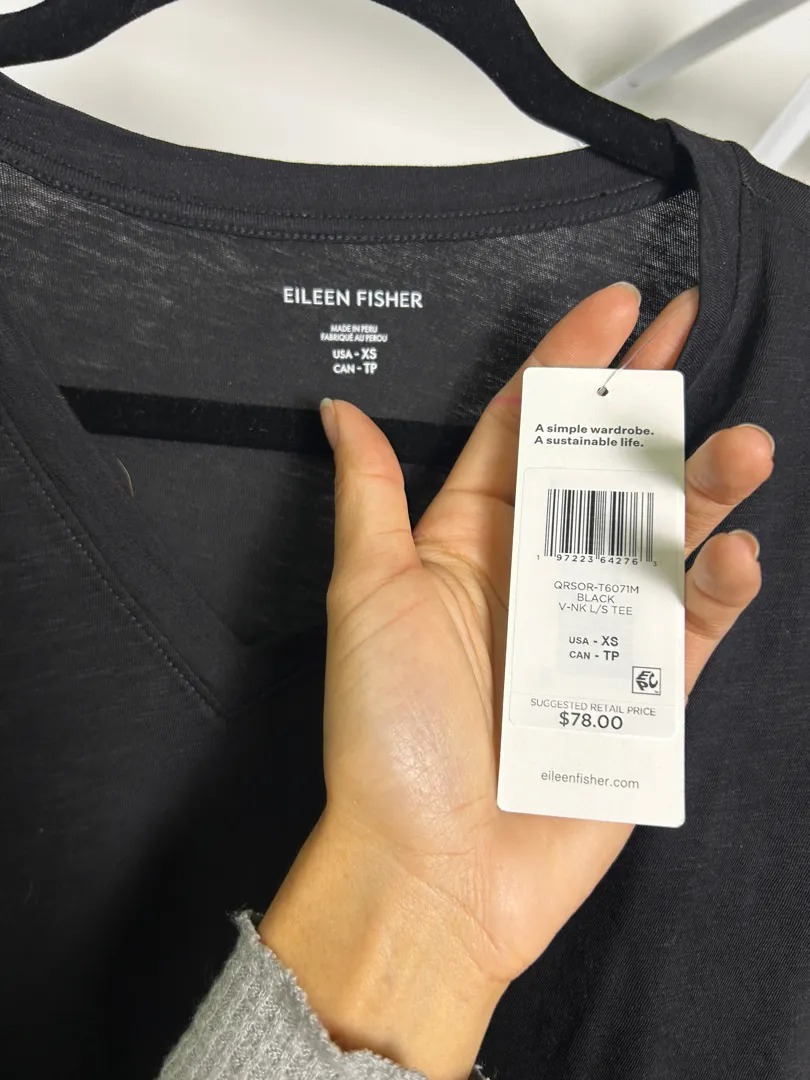 EILEEN FISHER
MADE IN PERU
FABRIQUÉ AU PEROU
USA - XS
CAN - TP
A simple wardrobe.
A sustainable life.
1 97223 64276 3
QRSOR-T6071M
BLACK
V-NK L/S TEE
USA - XS
CAN - TP
EPC
SUGGESTED RETAIL PRICE
$78.00
eileenfisher.com